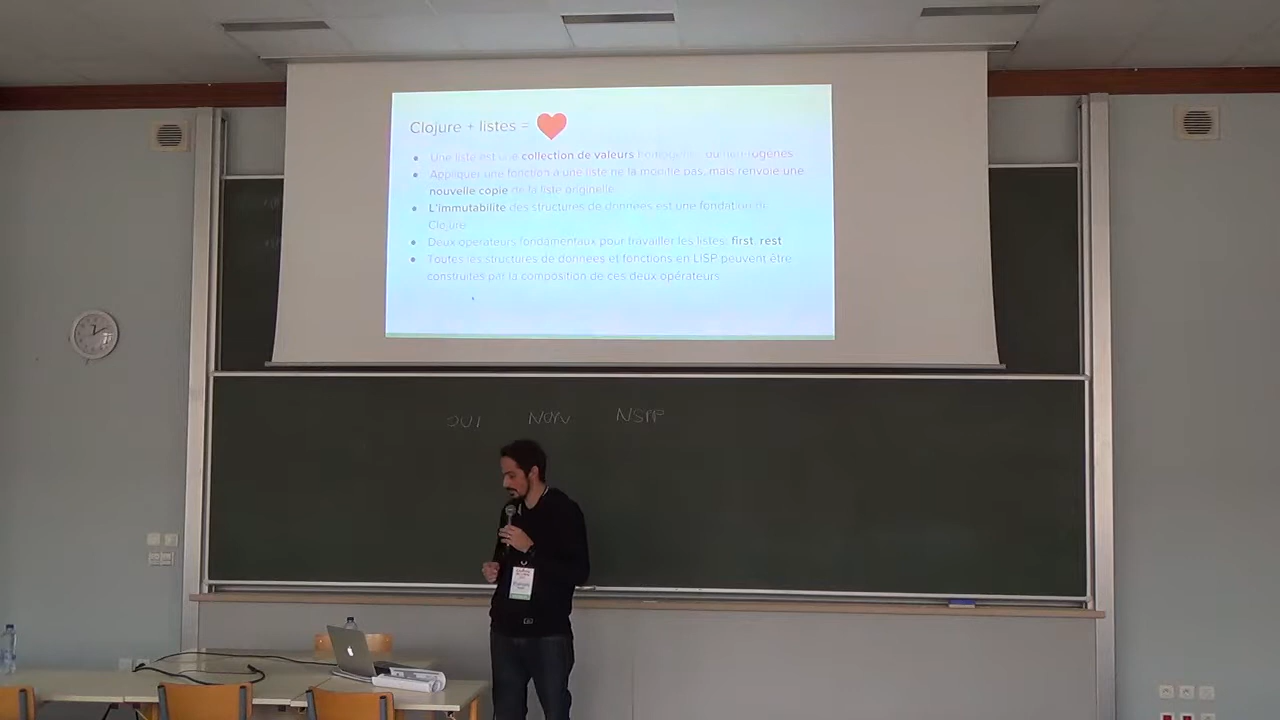 Clojure + listes =
Une liste est une collection de valeurs homogènes ou hétérogènes
Appliquer une fonction à une liste ne la modifie pas, mais renvoie une
nouvelle copie de la liste originelle
L'immutabilité des structures de données est une fondation de
Clojure
Deux opérateurs fondamentaux pour travailler les listes: first, rest
Toutes les structures de données et fonctions en LISP peuvent être
construites par la composition de ces deux opérateurs
OUI NON NSPP